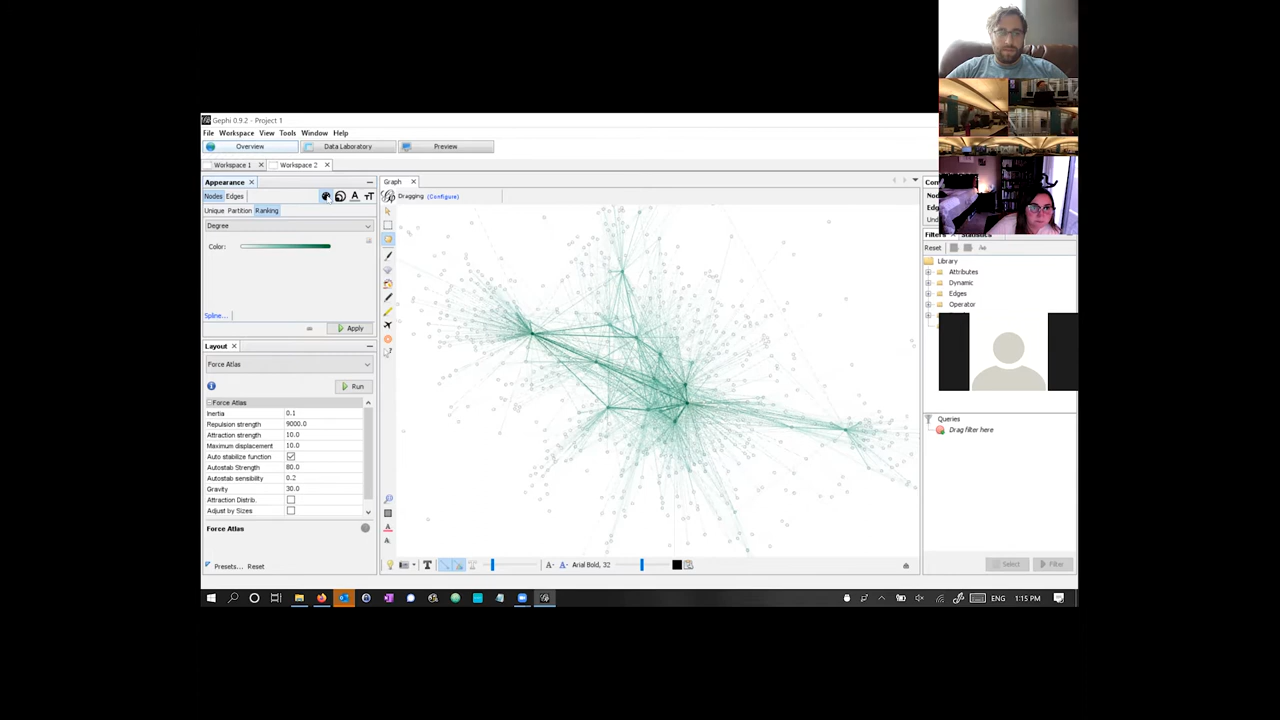 Gephi 0.9.2 - Project 1
File Workspace View Tools Window Help
Overview Data Laboratory Preview
Workspace 1 Workspace 2
Appearance
Nodes Edges
Unique Partition Ranking
Degree
Color:
Spline...
Apply
Layout
Force Atlas
Run
Force Atlas
Inertia 0.1
Repulsion strength 9000.0
Attraction strength 10.0
Maximum displacement 10.0
Auto stabilize function
Autostab Strength 80.0
Autostab sensibility 0.2
Gravity 30.0
Attraction Distrib.
Adjust by Sizes
Force Atlas
Presets... Reset
Graph
Dragging (Configure)
Arial Bold, 32
Reset
Library
Attributes
Dynamic
Edges
Operator
Queries
Drag filter here
Select Filter
ENG 1:15 PM